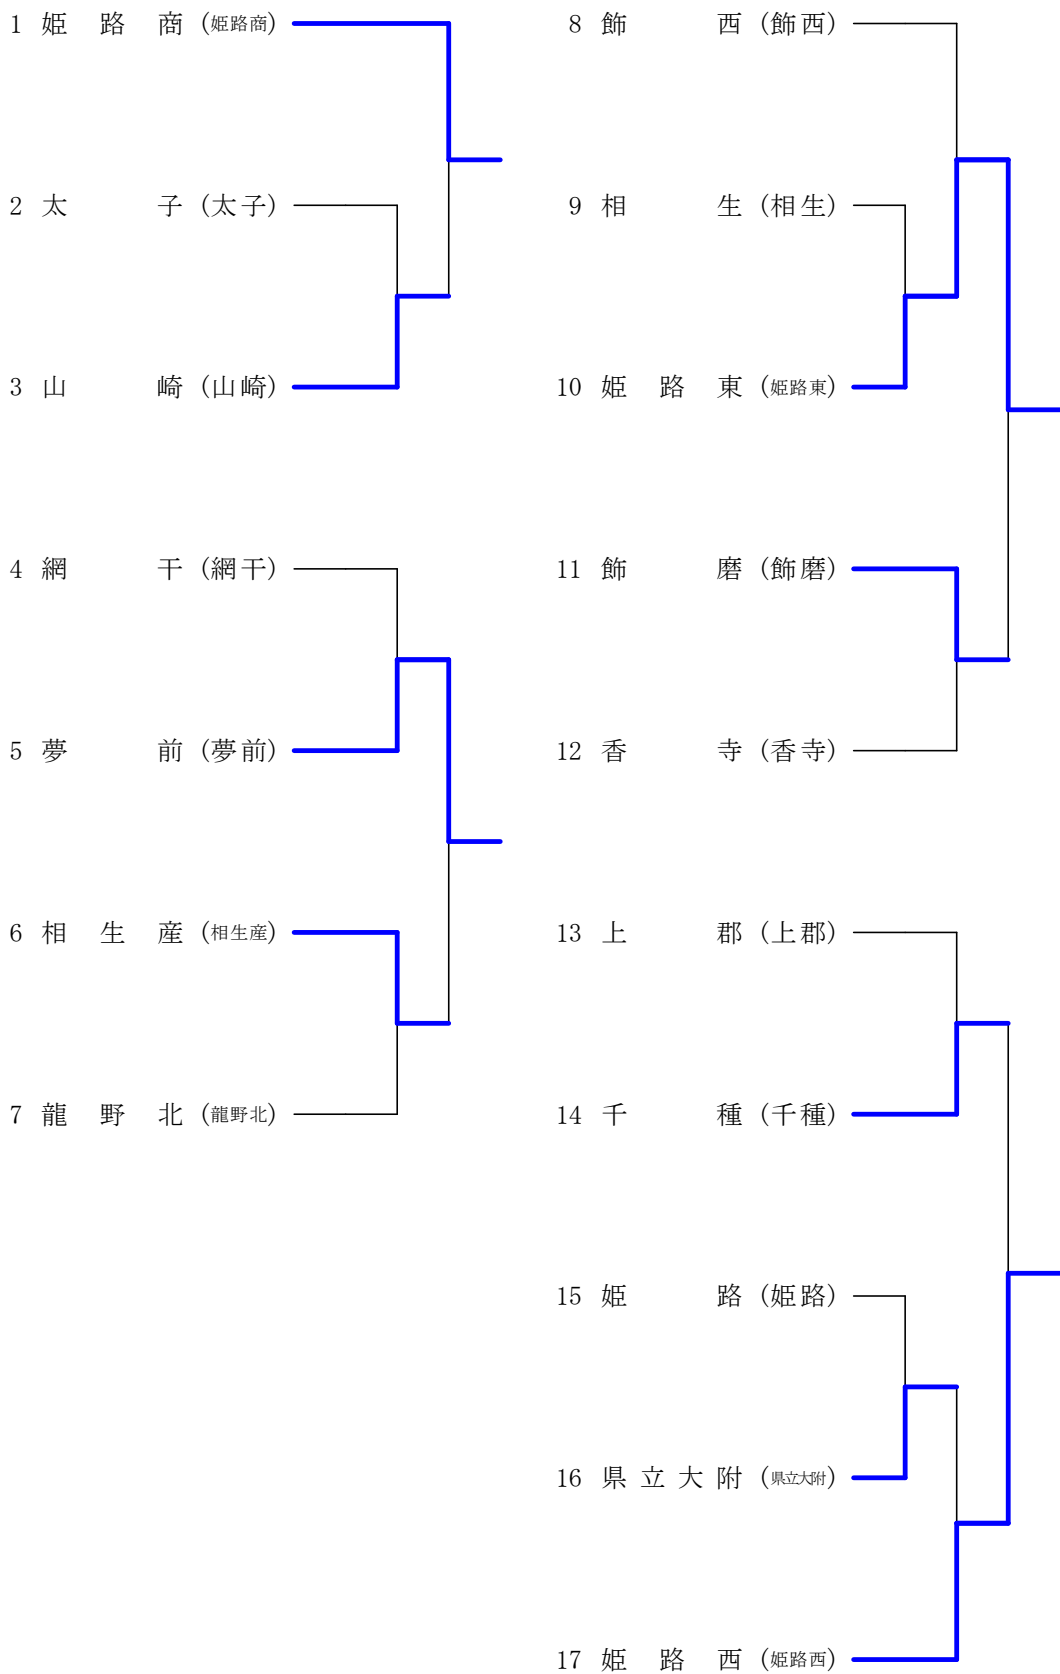 1 姫路商 (姫路商)
2 太子 (太子)
3 山崎 (山崎)
4 網干 (網干)
5 夢前 (夢前)
6 相生産 (相生産)
7 龍野北 (龍野北)
8 飾西 (飾西)
9 相生 (相生)
10 姫路東 (姫路東)
11 飾磨 (飾磨)
12 香寺 (香寺)
13 上郡 (上郡)
14 千種 (千種)
15 姫路 (姫路)
16 県立大附 (県立大附)
17 姫路西 (姫路西)